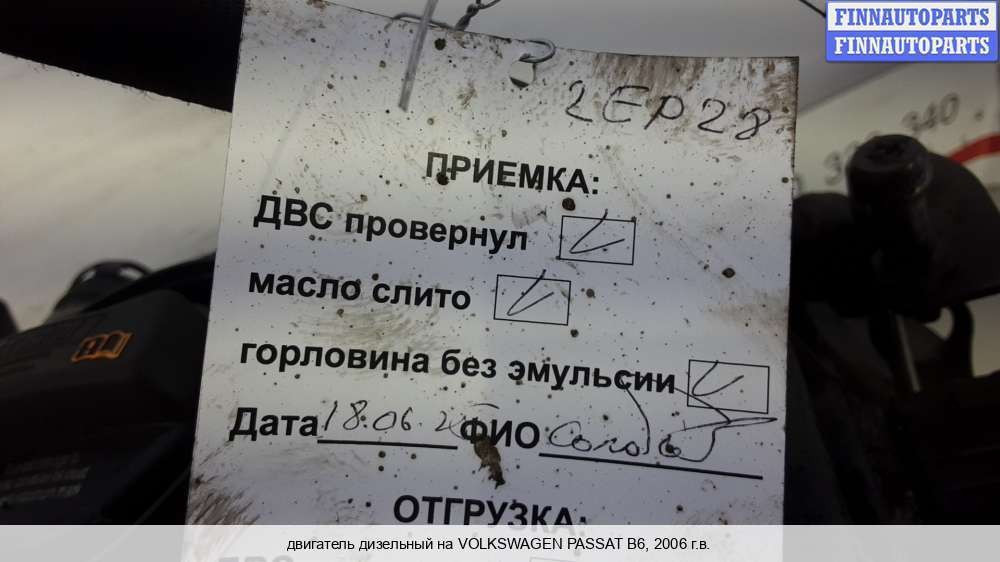 FINNAUTOPARTS
FINNAUTOPARTS
2EP28
340
ПРИЕМКА:
ДВС провернул
масло слито
горловина без эмульсии
Дата 18.06. ФИО
ОТГРУЗКА:
двигатель дизельный на VOLKSWAGEN PASSAT B6, 2006 г.в.